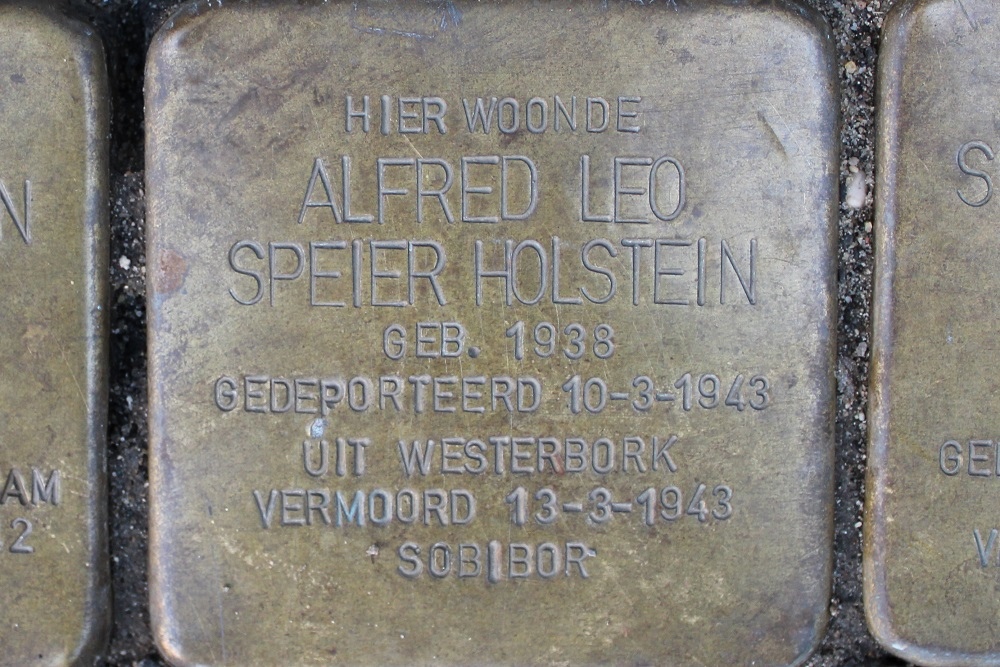 HIER WOONDE
ALFRED LEO
SPEIER HOLSTEIN
GEB. 1938
GEDEPORTEERD 10-3-1943
UIT WESTERBORK
VERMOORD 13-3-1943
SOBIBOR